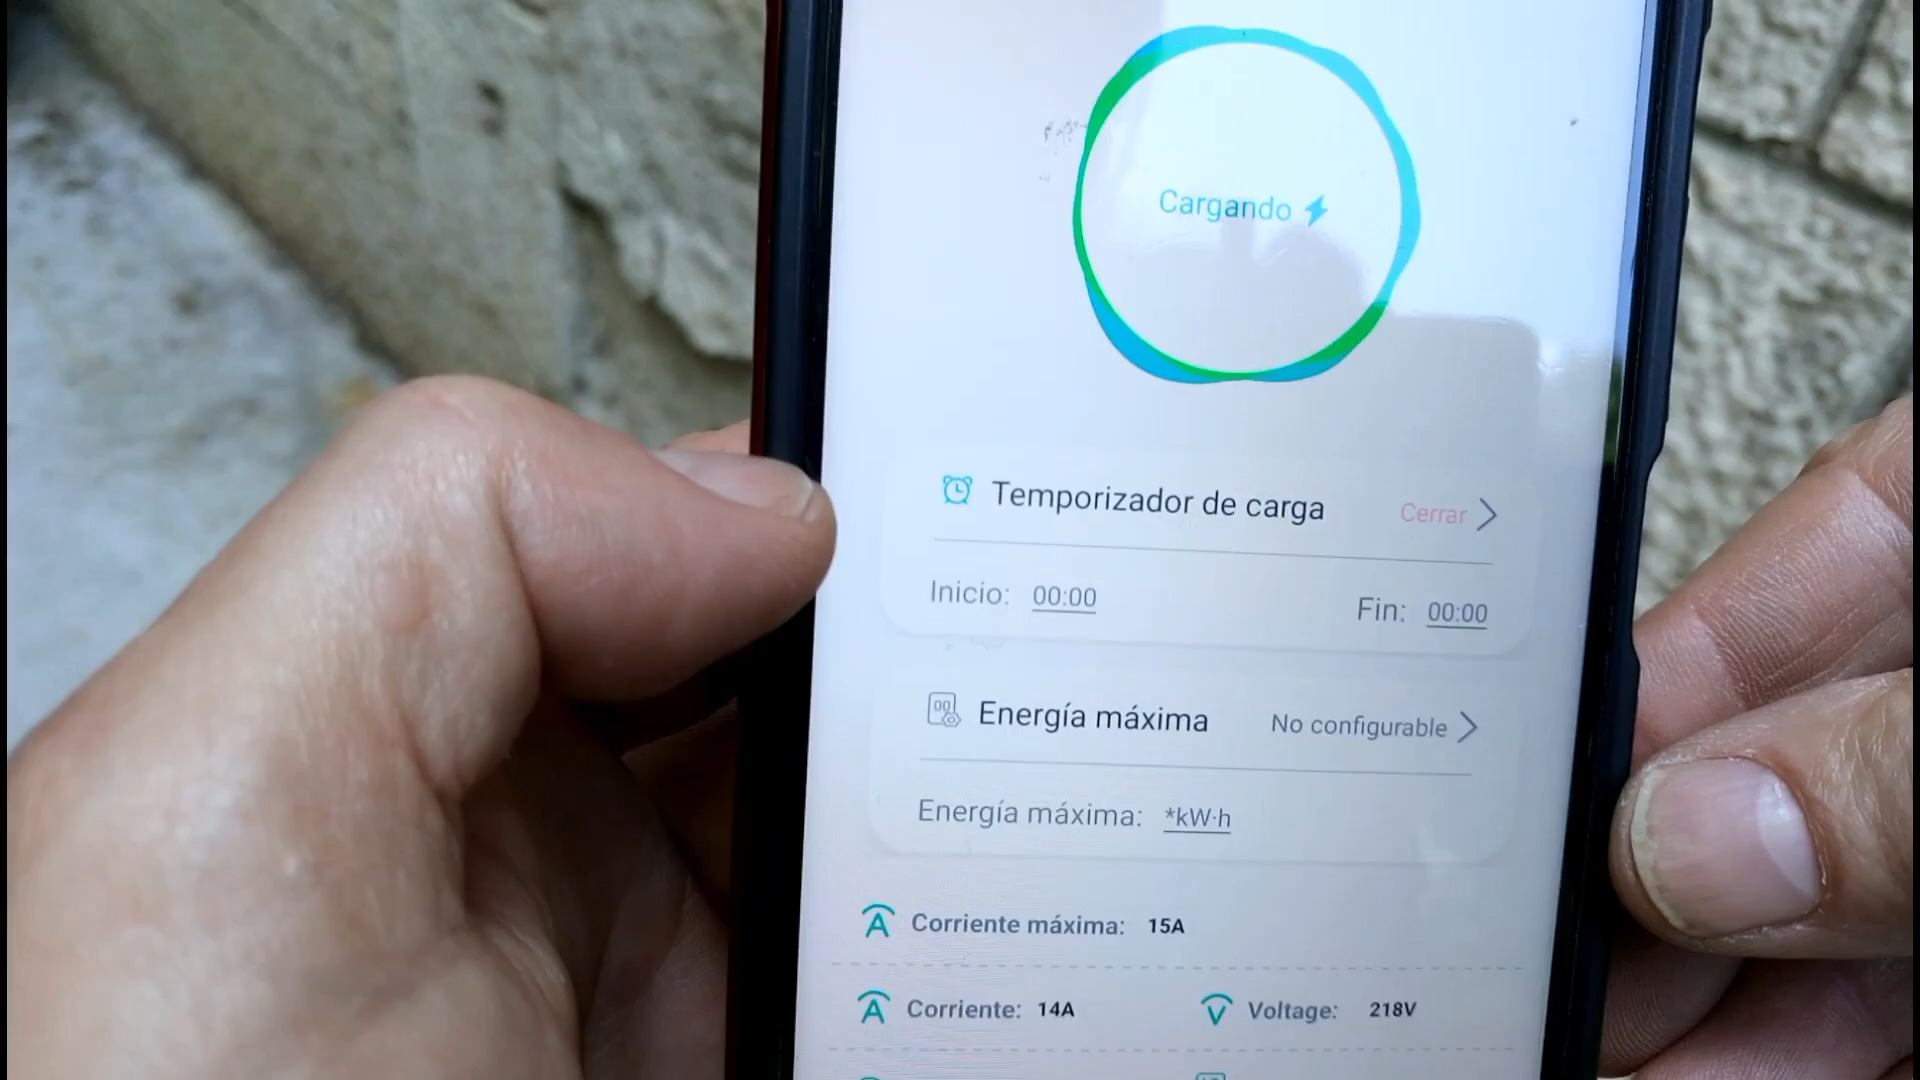 Cargando
Temporizador de carga Cerrar
Inicio: 00:00 Fin: 00:00
Energía máxima No configurable
Energía máxima: *kW·h
Corriente máxima: 15A
Corriente: 14A Voltage: 218V